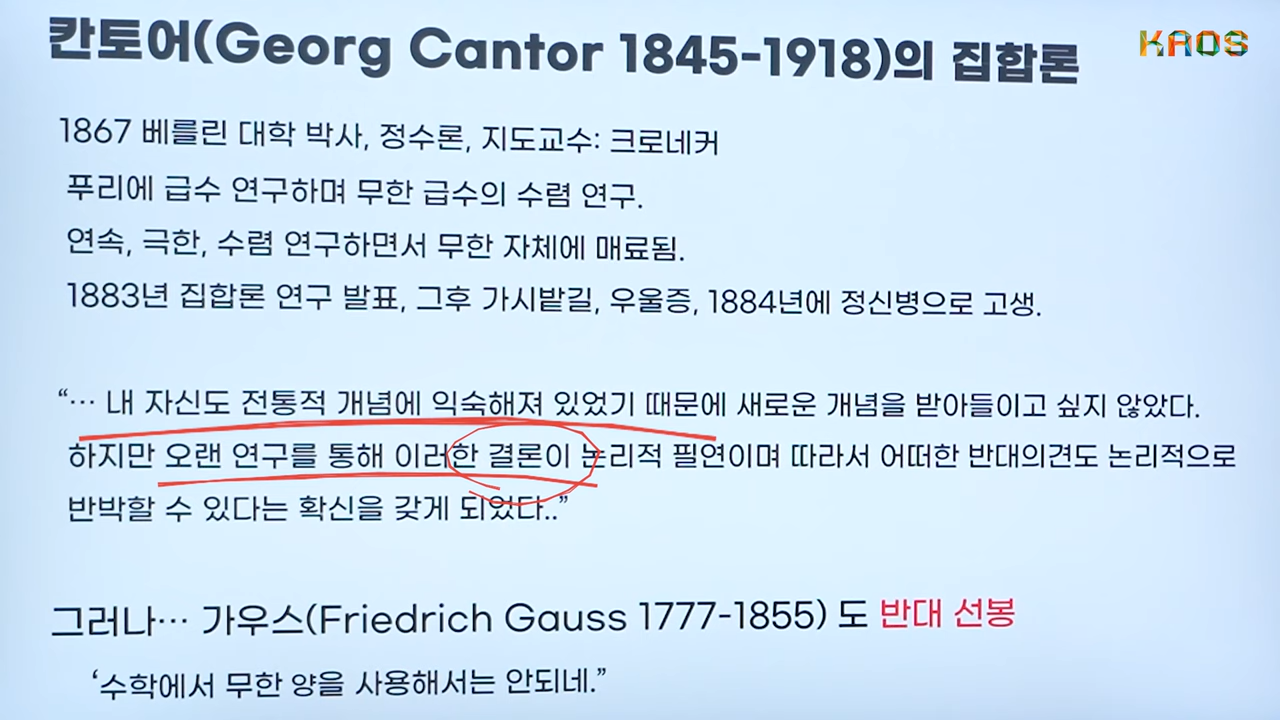 칸토어(Georg Cantor 1845-1918)의 집합론
KAOS
1867 베를린 대학 박사, 정수론, 지도교수: 크로네커
푸리에 급수 연구하며 무한 급수의 수렴 연구.
연속, 극한, 수렴 연구하면서 무한 자체에 매료됨.
1883년 집합론 연구 발표, 그후 가시밭길, 우울증, 1884년에 정신병으로 고생.
“… 내 자신도 전통적 개념에 익숙해져 있었기 때문에 새로운 개념을 받아들이고 싶지 않았다.
하지만 오랜 연구를 통해 이러한 결론이 논리적 필연이며 따라서 어떠한 반대의견도 논리적으로
반박할 수 있다는 확신을 갖게 되었다..”
그러나… 가우스(Friedrich Gauss 1777-1855) 도 반대 선봉
‘수학에서 무한 양을 사용해서는 안되네.”